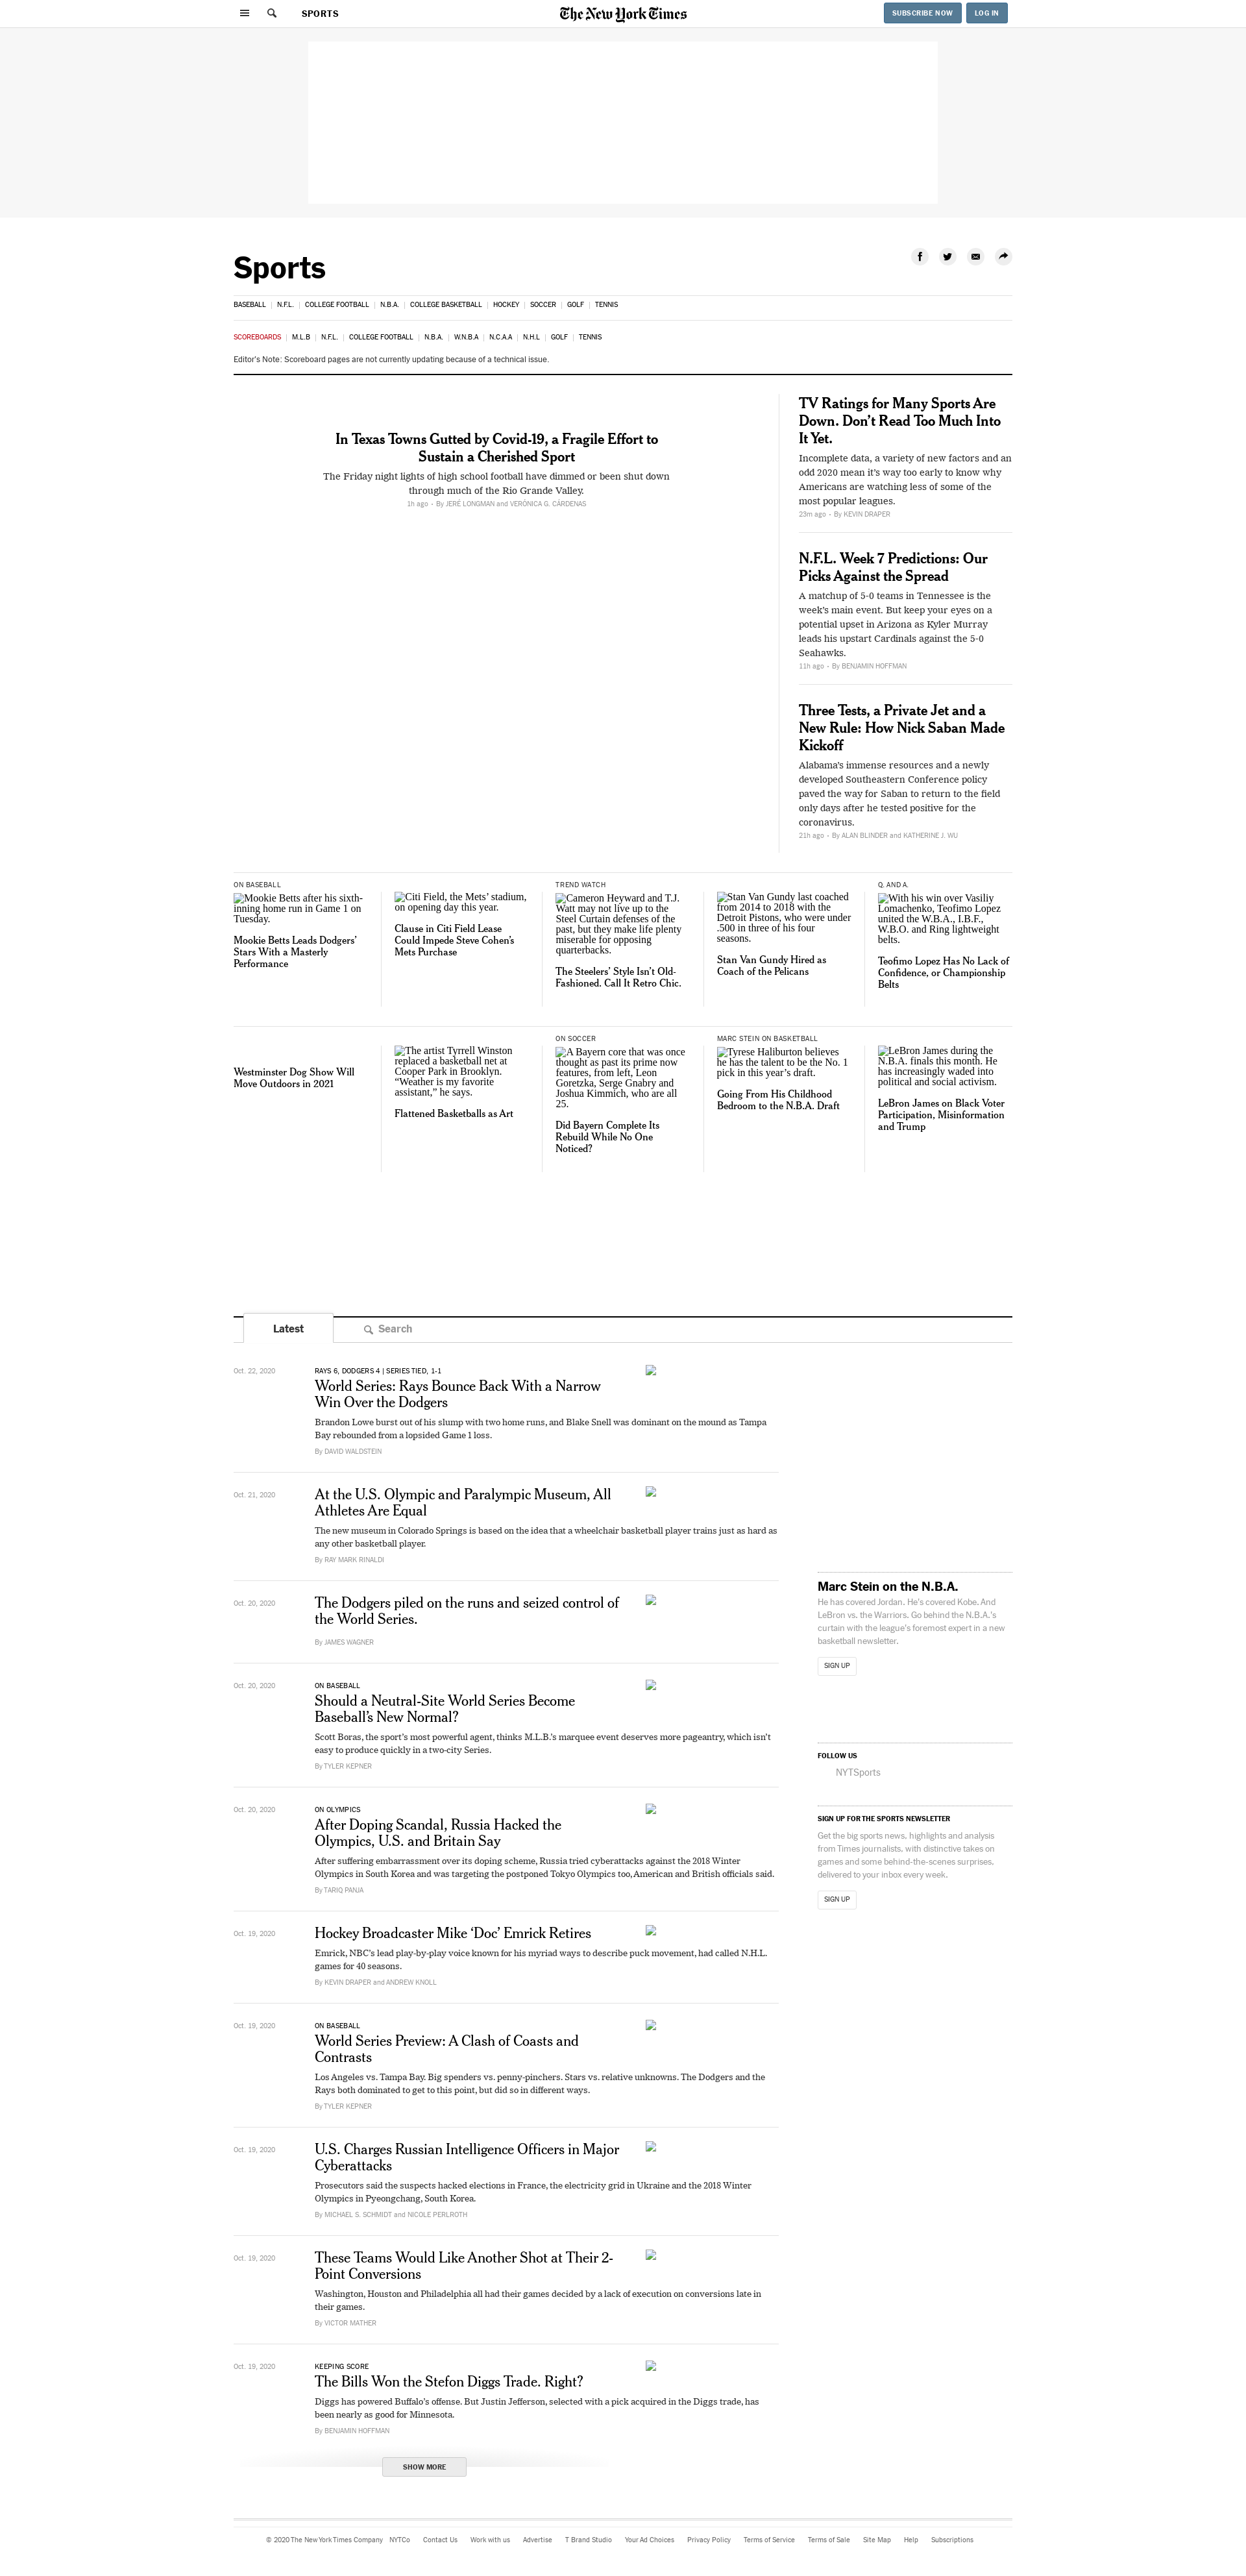 SPORTS
The New York Times
SUBSCRIBE NOW
LOG IN
Sports
BASEBALL | N.F.L. | COLLEGE FOOTBALL | N.B.A. | COLLEGE BASKETBALL | HOCKEY | SOCCER | GOLF | TENNIS
SCOREBOARDS | M.L.B | N.F.L. | COLLEGE FOOTBALL | N.B.A. | W.N.B.A | N.C.A.A | N.H.L | GOLF | TENNIS
Editor's Note: Scoreboard pages are not currently updating because of a technical issue.
In Texas Towns Gutted by Covid-19, a Fragile Effort to
Sustain a Cherished Sport
The Friday night lights of high school football have dimmed or been shut down
through much of the Rio Grande Valley.
1h ago • By JERÉ LONGMAN and VERÓNICA G. CÁRDENAS
TV Ratings for Many Sports Are
Down. Don’t Read Too Much Into
It Yet.
Incomplete data, a variety of new factors and an
odd 2020 mean it’s way too early to know why
Americans are watching less of some of the
most popular leagues.
23m ago • By KEVIN DRAPER
N.F.L. Week 7 Predictions: Our
Picks Against the Spread
A matchup of 5-0 teams in Tennessee is the
week’s main event. But keep your eyes on a
potential upset in Arizona as Kyler Murray
leads his upstart Cardinals against the 5-0
Seahawks.
11h ago • By BENJAMIN HOFFMAN
Three Tests, a Private Jet and a
New Rule: How Nick Saban Made
Kickoff
Alabama’s immense resources and a newly
developed Southeastern Conference policy
paved the way for Saban to return to the field
only days after he tested positive for the
coronavirus.
21h ago • By ALAN BLINDER and KATHERINE J. WU
ON BASEBALL
Mookie Betts after his sixth-
inning home run in Game 1 on
Tuesday.
Mookie Betts Leads Dodgers’
Stars With a Masterly
Performance
Citi Field, the Mets’ stadium,
on opening day this year.
Clause in Citi Field Lease
Could Impede Steve Cohen’s
Mets Purchase
TREND WATCH
Cameron Heyward and T.J.
Watt may not live up to the
Steel Curtain defenses of the
past, but they make life plenty
miserable for opposing
quarterbacks.
The Steelers’ Style Isn’t Old-
Fashioned. Call It Retro Chic.
Stan Van Gundy last coached
from 2014 to 2018 with the
Detroit Pistons, who were under
.500 in three of his four
seasons.
Stan Van Gundy Hired as
Coach of the Pelicans
Q. AND A.
With his win over Vasiliy
Lomachenko, Teofimo Lopez
united the W.B.A., I.B.F.,
W.B.O. and Ring lightweight
belts.
Teofimo Lopez Has No Lack of
Confidence, or Championship
Belts
Westminster Dog Show Will
Move Outdoors in 2021
The artist Tyrrell Winston
replaced a basketball net at
Cooper Park in Brooklyn.
“Weather is my favorite
assistant,” he says.
Flattened Basketballs as Art
ON SOCCER
A Bayern core that was once
thought as past its prime now
features, from left, Leon
Goretzka, Serge Gnabry and
Joshua Kimmich, who are all
25.
Did Bayern Complete Its
Rebuild While No One
Noticed?
MARC STEIN ON BASKETBALL
Tyrese Haliburton believes
he has the talent to be the No. 1
pick in this year’s draft.
Going From His Childhood
Bedroom to the N.B.A. Draft
LeBron James during the
N.B.A. finals this month. He
has increasingly waded into
political and social activism.
LeBron James on Black Voter
Participation, Misinformation
and Trump
Latest
Search
Oct. 22, 2020
RAYS 6, DODGERS 4 | SERIES TIED, 1-1
World Series: Rays Bounce Back With a Narrow
Win Over the Dodgers
Brandon Lowe burst out of his slump with two home runs, and Blake Snell was dominant on the mound as Tampa
Bay rebounded from a lopsided Game 1 loss.
By DAVID WALDSTEIN
Oct. 21, 2020
At the U.S. Olympic and Paralympic Museum, All
Athletes Are Equal
The new museum in Colorado Springs is based on the idea that a wheelchair basketball player trains just as hard as
any other basketball player.
By RAY MARK RINALDI
Oct. 20, 2020
The Dodgers piled on the runs and seized control of
the World Series.
By JAMES WAGNER
Oct. 20, 2020
ON BASEBALL
Should a Neutral-Site World Series Become
Baseball’s New Normal?
Scott Boras, the sport’s most powerful agent, thinks M.L.B.’s marquee event deserves more pageantry, which isn’t
easy to produce quickly in a two-city Series.
By TYLER KEPNER
Oct. 20, 2020
ON OLYMPICS
After Doping Scandal, Russia Hacked the
Olympics, U.S. and Britain Say
After suffering embarrassment over its doping scheme, Russia tried cyberattacks against the 2018 Winter
Olympics in South Korea and was targeting the postponed Tokyo Olympics too, American and British officials said.
By TARIQ PANJA
Oct. 19, 2020
Hockey Broadcaster Mike ‘Doc’ Emrick Retires
Emrick, NBC’s lead play-by-play voice known for his myriad ways to describe puck movement, had called N.H.L.
games for 40 seasons.
By KEVIN DRAPER and ANDREW KNOLL
Oct. 19, 2020
ON BASEBALL
World Series Preview: A Clash of Coasts and
Contrasts
Los Angeles vs. Tampa Bay. Big spenders vs. penny-pinchers. Stars vs. relative unknowns. The Dodgers and the
Rays both dominated to get to this point, but did so in different ways.
By TYLER KEPNER
Oct. 19, 2020
U.S. Charges Russian Intelligence Officers in Major
Cyberattacks
Prosecutors said the suspects hacked elections in France, the electricity grid in Ukraine and the 2018 Winter
Olympics in Pyeongchang, South Korea.
By MICHAEL S. SCHMIDT and NICOLE PERLROTH
Oct. 19, 2020
These Teams Would Like Another Shot at Their 2-
Point Conversions
Washington, Houston and Philadelphia all had their games decided by a lack of execution on conversions late in
their games.
By VICTOR MATHER
Oct. 19, 2020
KEEPING SCORE
The Bills Won the Stefon Diggs Trade. Right?
Diggs has powered Buffalo’s offense. But Justin Jefferson, selected with a pick acquired in the Diggs trade, has
been nearly as good for Minnesota.
By BENJAMIN HOFFMAN
SHOW MORE
Marc Stein on the N.B.A.
He has covered Jordan. He's covered Kobe. And
LeBron vs. the Warriors. Go behind the N.B.A.'s
curtain with the league's foremost expert in a new
basketball newsletter.
SIGN UP
FOLLOW US
NYTSports
SIGN UP FOR THE SPORTS NEWSLETTER
Get the big sports news, highlights and analysis
from Times journalists, with distinctive takes on
games and some behind-the-scenes surprises,
delivered to your inbox every week.
SIGN UP
© 2020 The New York Times Company NYTCo Contact Us Work with us Advertise T Brand Studio Your Ad Choices Privacy Policy Terms of Service Terms of Sale Site Map Help Subscriptions